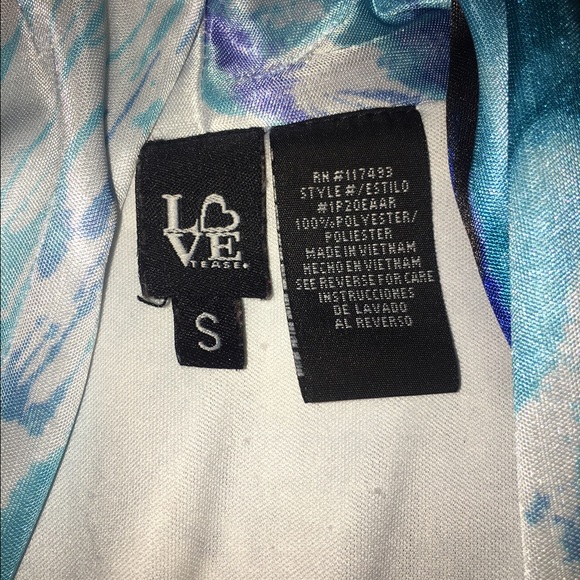 L♡
VE
TEASE®
S
RN #117493
STYLE #/ESTILO
#1P20EAAR
100%POLYESTER/
POLIESTER
MADE IN VIETNAM
HECHO EN VIETNAM
SEE REVERSE FOR CARE
INSTRUCCIONES
DE LAVADO
AL REVERSO